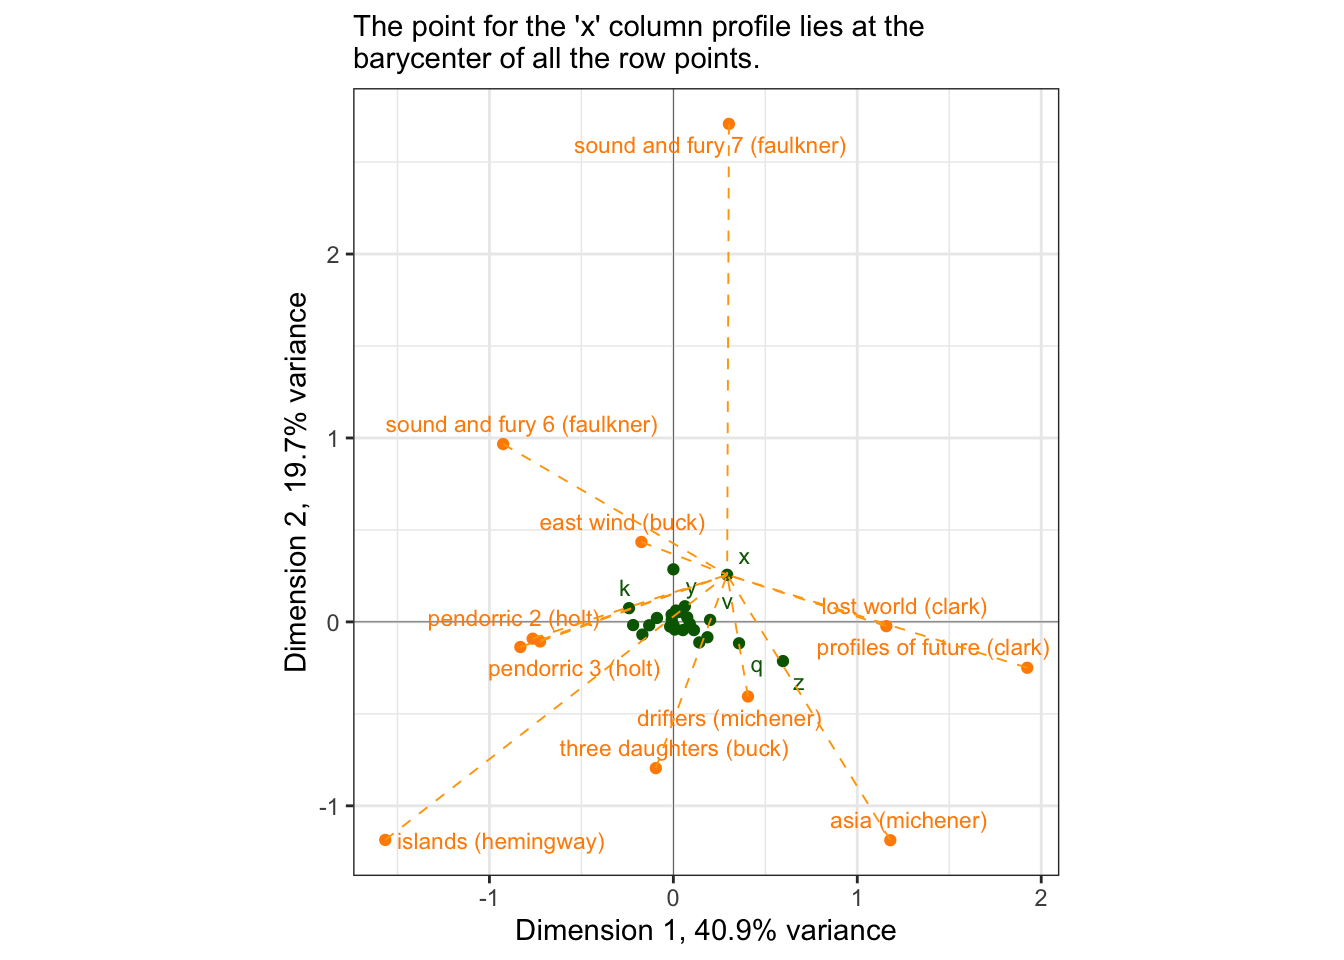 The point for the 'x' column profile lies at the
barycenter of all the row points.
sound and fury 7 (faulkner)
2
sound and fury 6 (faulkner)
1
east wind (buck)
x
k
y
v
lost world (clark)
pendorric 2 (holt)
0
profiles of future (clark)
q
pendorric 3 (holt)
z
drifters (michener)
three daughters (buck)
-1
asia (michener)
islands (hemingway)
-1
0
1
2
Dimension 1, 40.9% variance
Dimension 2, 19.7% variance